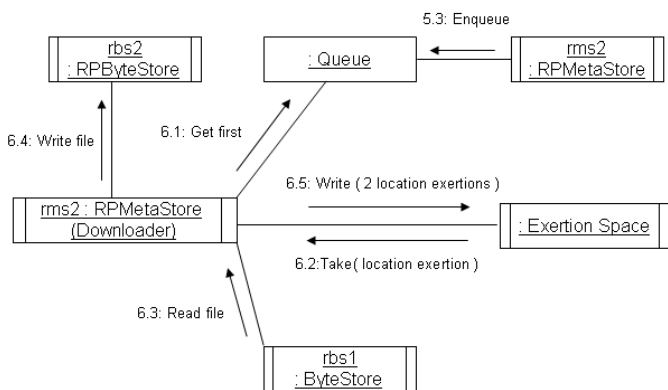 5.3: Enqueue
rbs2
: RPByteStore
: Queue
rms2
: RPMetaStore
6.4: Write file
6.1: Get first
6.5: Write ( 2 location exertions )
rms2 : RPMetaStore
(Downloader)
: Exertion Space
6.2:Take( location exertion )
6.3: Read file
rbs1
: ByteStore